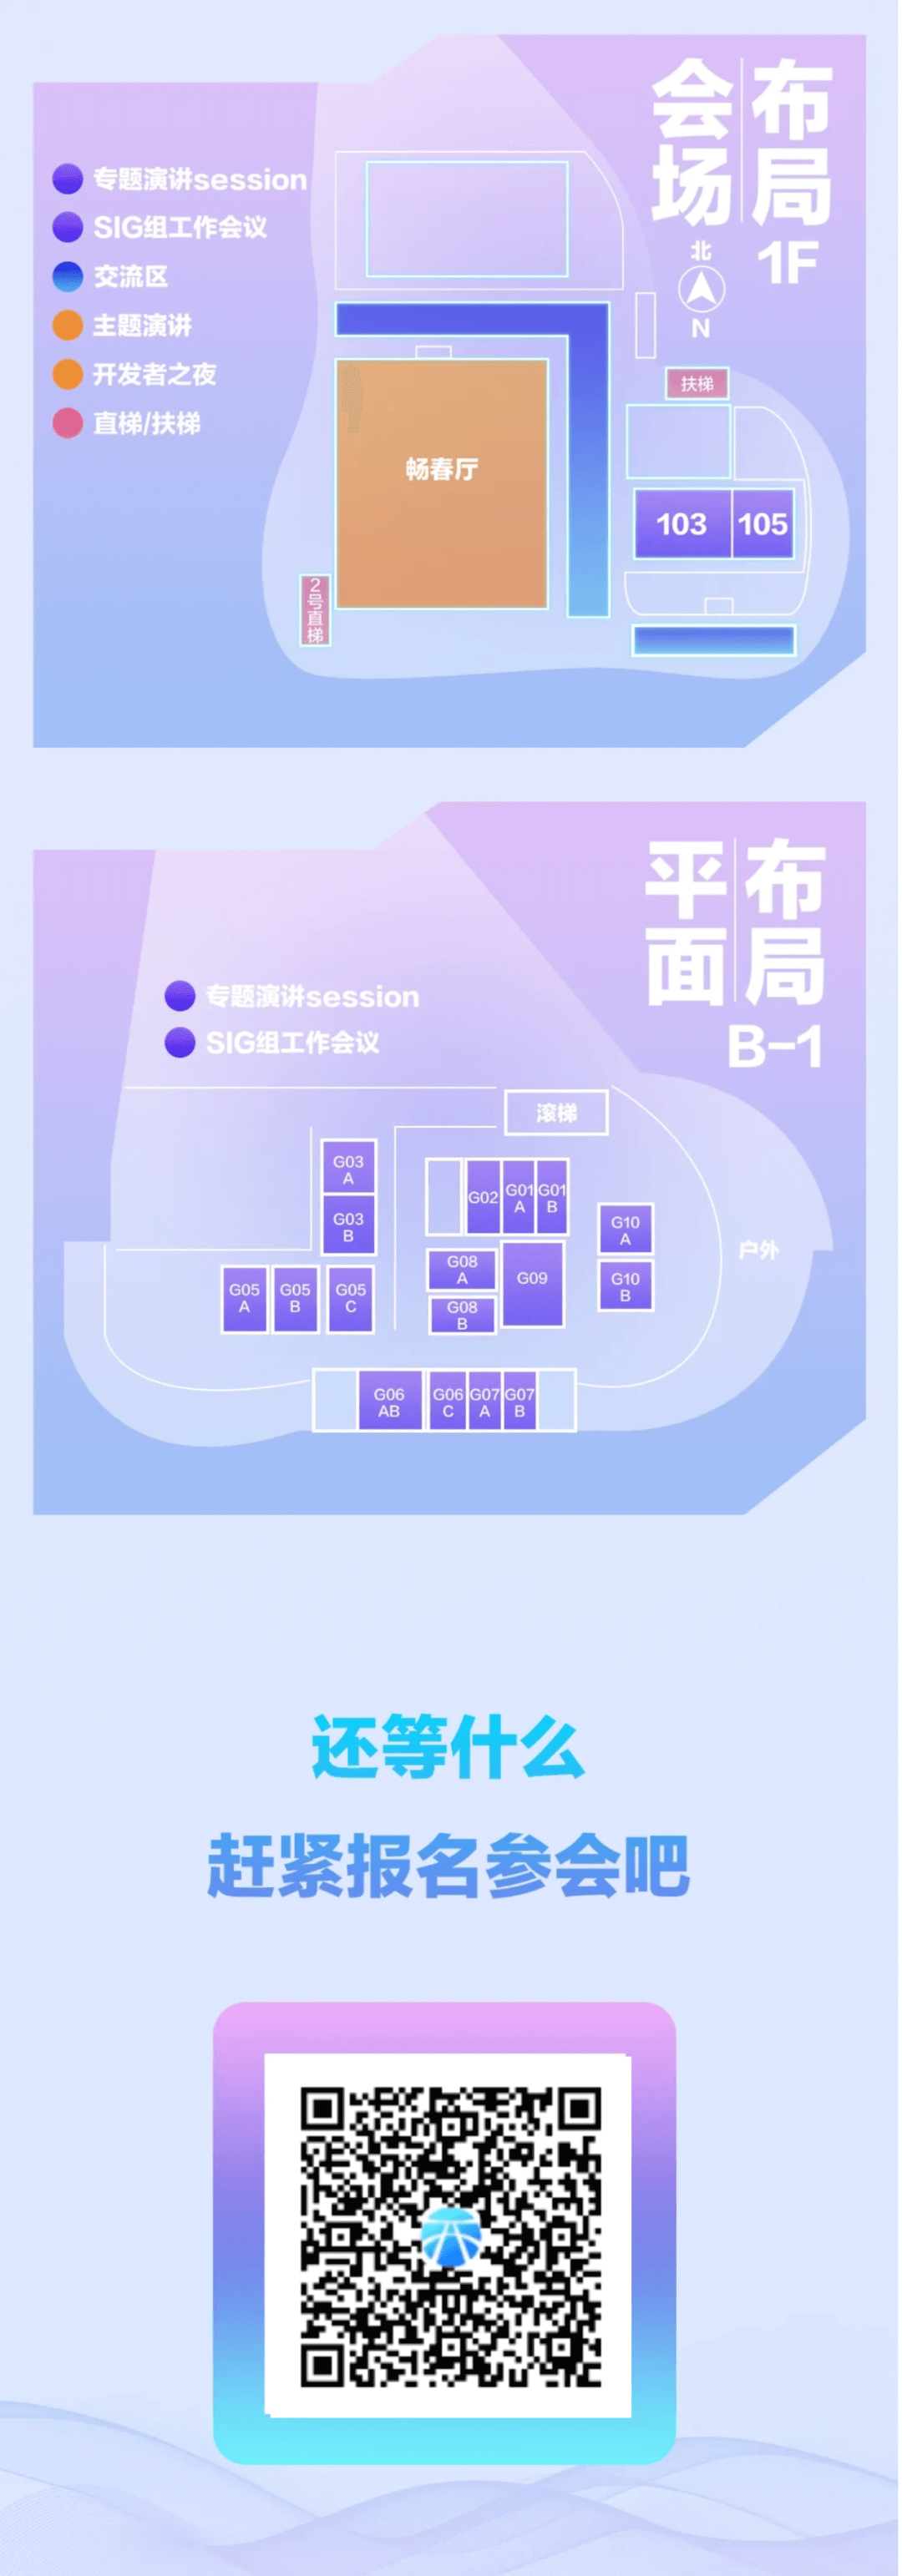 会场布局
1F
北
N
专题演讲session
SIG组工作会议
交流区
主题演讲
开发者之夜
直梯/扶梯
扶梯
畅春厅
103
105
2号直梯
平面布局
B-1
专题演讲session
SIG组工作会议
滚梯
G03
A
G03
B
G02
G01
A
G01
B
G10
A
户外
G08
A
G09
G10
B
G05
A
G05
B
G05
C
G08
B
G06
AB
G06
C
G07
A
G07
B
还等什么
赶紧报名参会吧